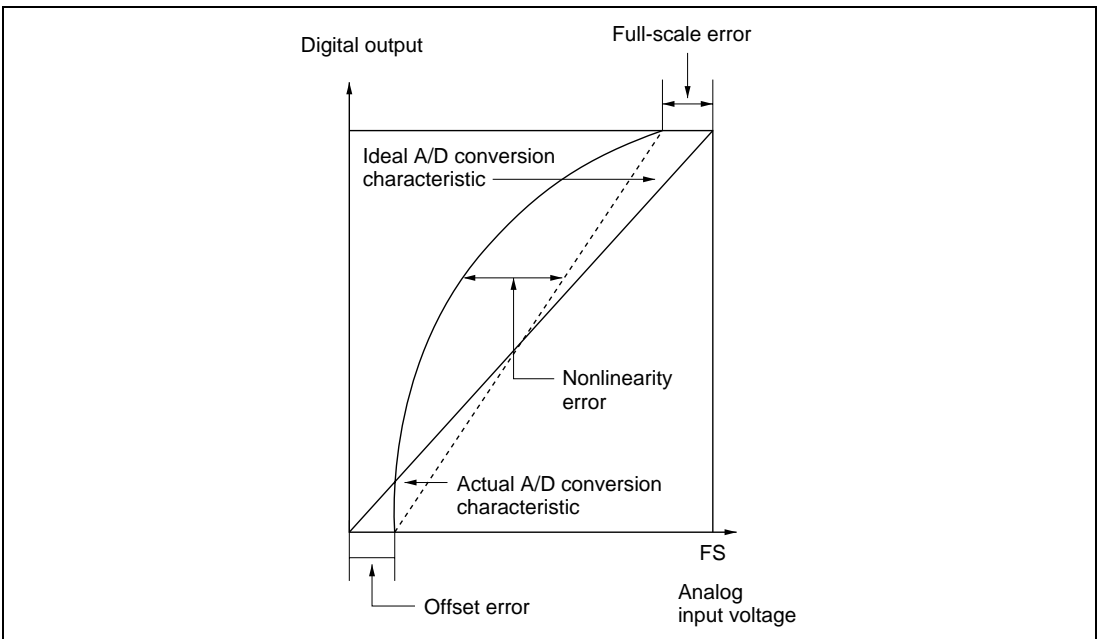 Full-scale error
Digital output
Ideal A/D conversion
characteristic
Nonlinearity
error
Actual A/D conversion
characteristic
FS
Offset error
Analog
input voltage